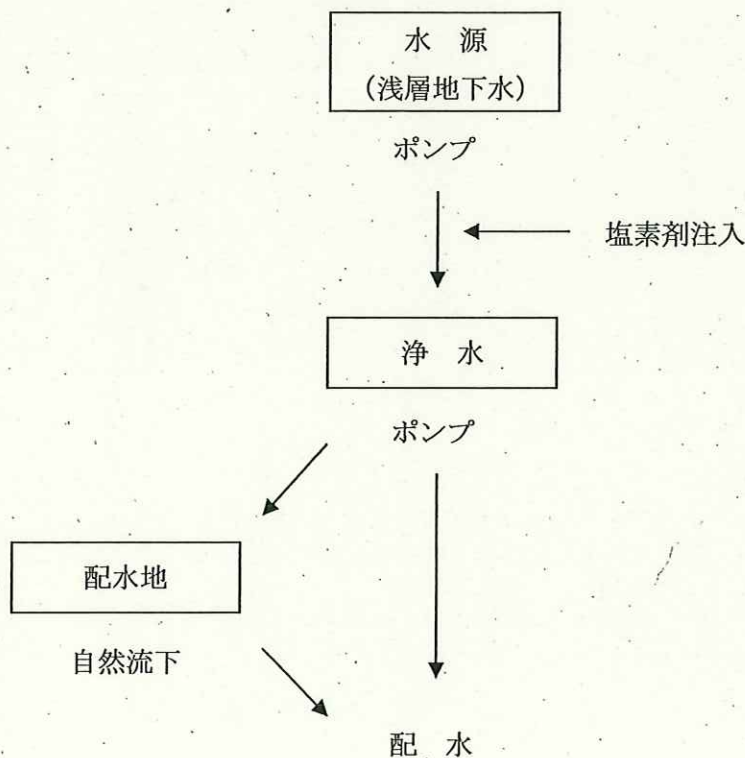 水 源
(浅層地下水)
ポンプ
塩素剤注入
浄 水
ポンプ
配水地
自然流下
配 水